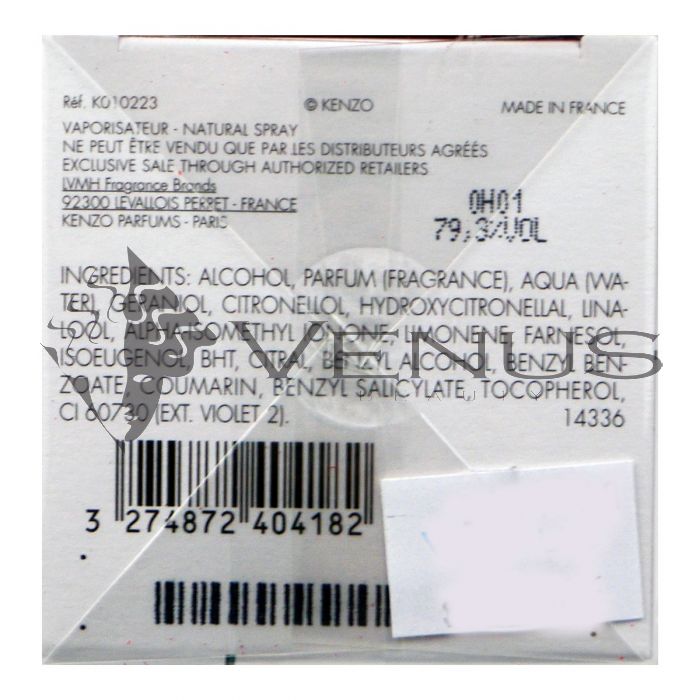 Réf. K010223 © KENZO MADE IN FRANCE
VAPORISATEUR - NATURAL SPRAY
NE PEUT ÊTRE VENDU QUE PAR LES DISTRIBUTEURS AGRÉÉS
EXCLUSIVE SALE THROUGH AUTHORIZED RETAILERS
LVMH Fragrance Brands
92300 LEVALLOIS PERRET - FRANCE
KENZO PARFUMS - PARIS
0H01
79,3%VOL
INGREDIENTS: ALCOHOL, PARFUM (FRAGRANCE), AQUA (WA-
TER), GERANIOL, CITRONELLOL, HYDROXYCITRONELLAL, LINA-
LOOL, ALPHA-ISOMETHYL IONONE, LIMONENE, FARNESOL,
ISOEUGENOL, BHT, CITRAL, BENZYL ALCOHOL, BENZYL BEN-
ZOATE, COUMARIN, BENZYL SALICYLATE, TOCOPHEROL,
CI 60730 (EXT. VIOLET 2). 14336
VENUS
BEAUTY
3 274872 404182